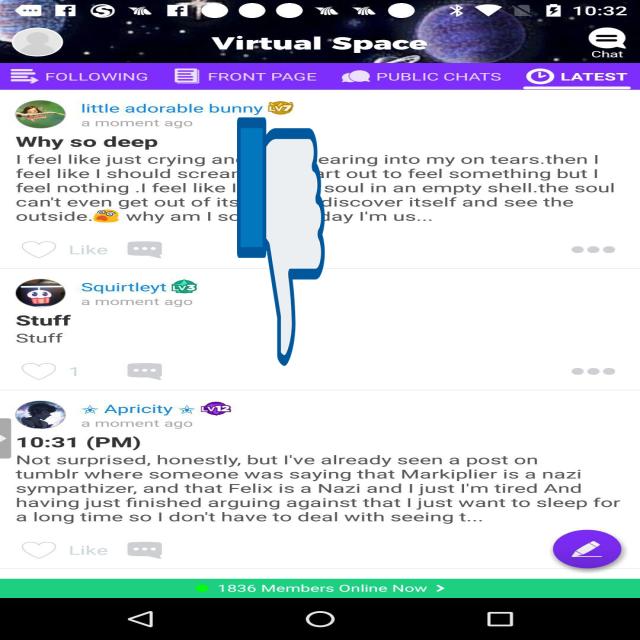 10:32
Virtual Space
Chat
FOLLOWING
FRONT PAGE
PUBLIC CHATS
LATEST
little adorable bunny LV7
a moment ago
Why so deep
I feel like just crying an earing into my on tears.then I
feel like I should screa rt out to feel something but I
feel nothing .I feel like I soul in an empty shell.the soul
can't even get out of its discover itself and see the
outside. why am I so day I'm us...
Like
Squirtleyt LV3
a moment ago
Stuff
Stuff
1
Apricity LV12
a moment ago
10:31 (PM)
Not surprised, honestly, but I've already seen a post on
tumblr where someone was saying that Markiplier is a nazi
sympathizer, and that Felix is a Nazi and I just I'm tired And
having just finished arguing against that I just want to sleep for
a long time so I don't have to deal with seeing t...
Like
1836 Members Online Now >